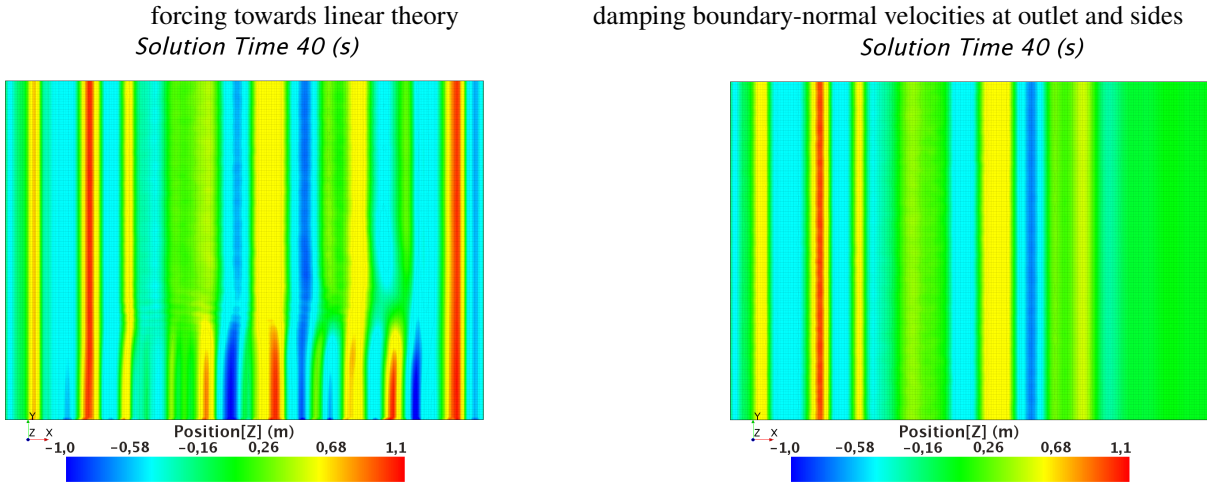 forcing towards linear theory
damping boundary-normal velocities at outlet and sides
Solution Time 40 (s)
Solution Time 40 (s)
Y
Z X
Position[Z] (m)
-1,0 -0,58 -0,16 0,26 0,68 1,1
Y
Z X
Position[Z] (m)
-1,0 -0,58 -0,16 0,26 0,68 1,1